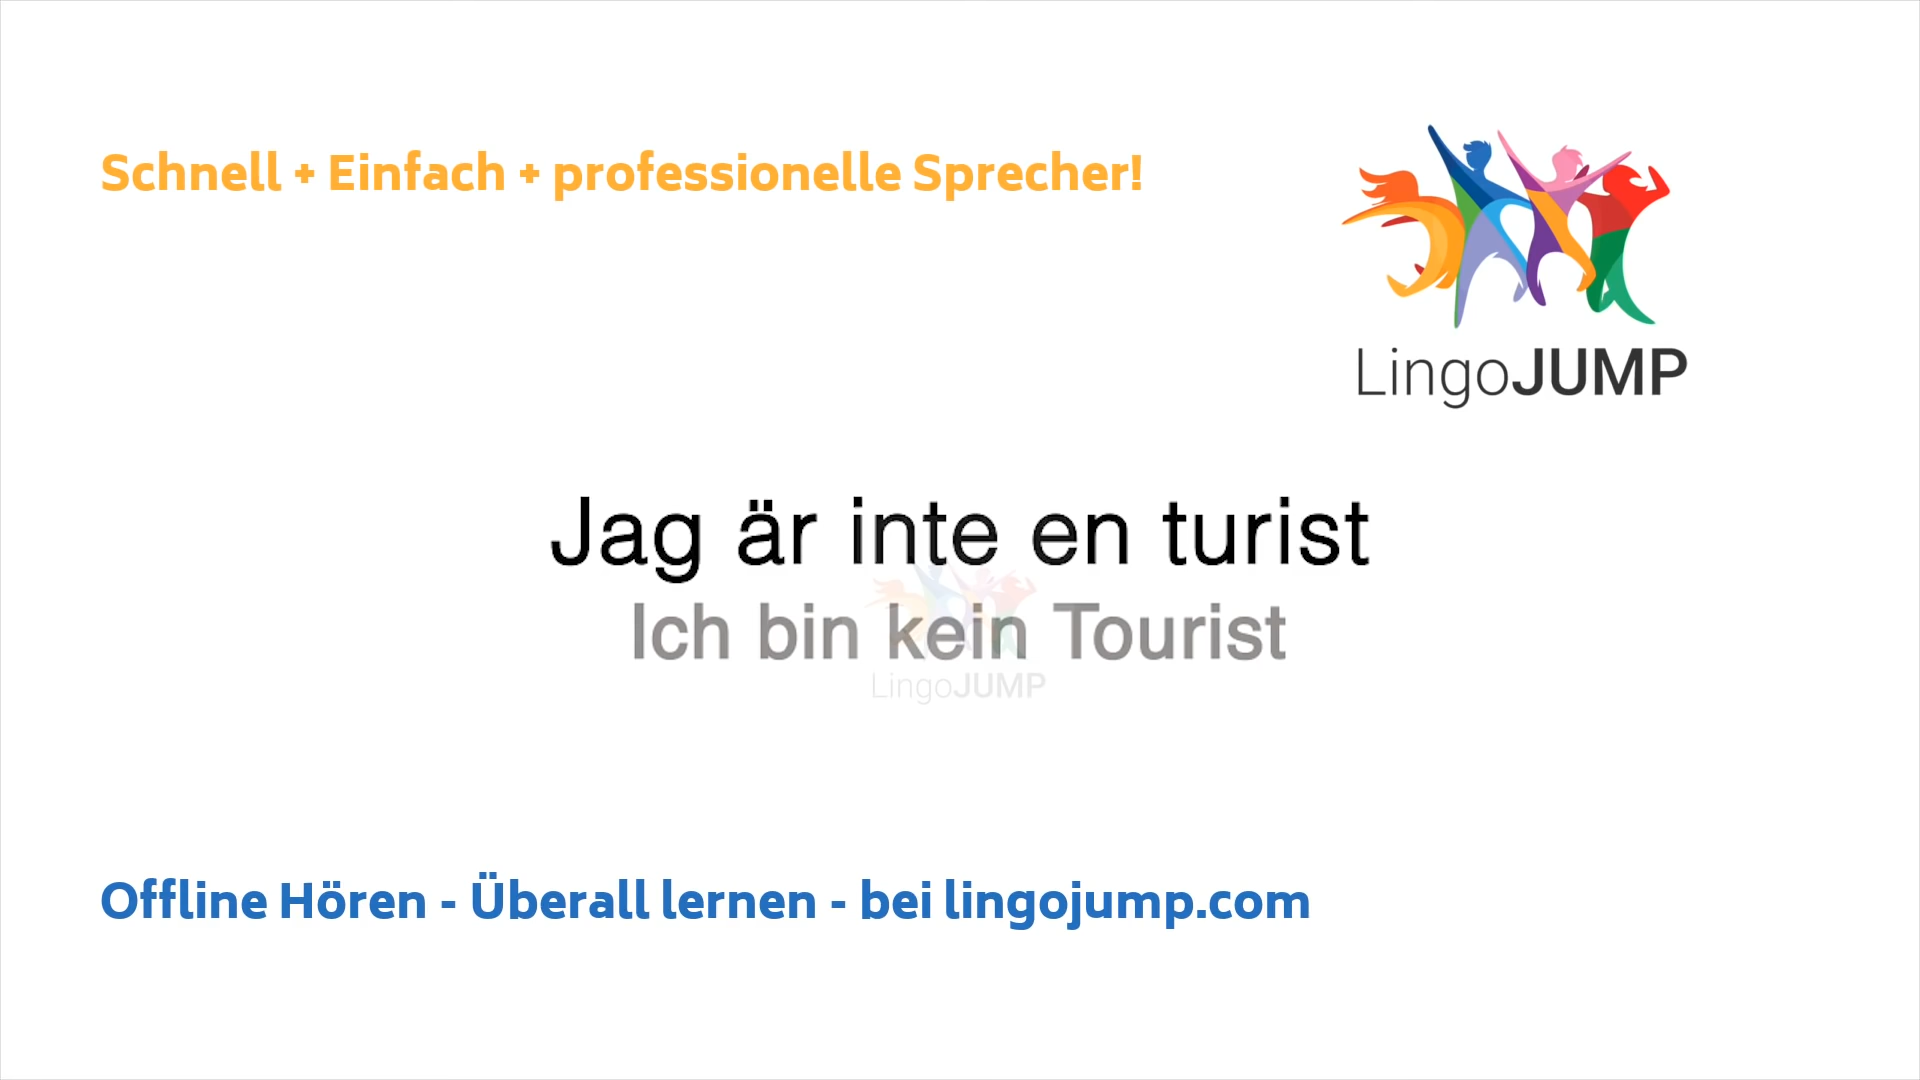 Schnell + Einfach + professionelle Sprecher!
LingoJUMP
Jag är inte en turist
Ich bin kein Tourist
LingoJUMP
Offline Hören - Überall lernen - bei lingojump.com